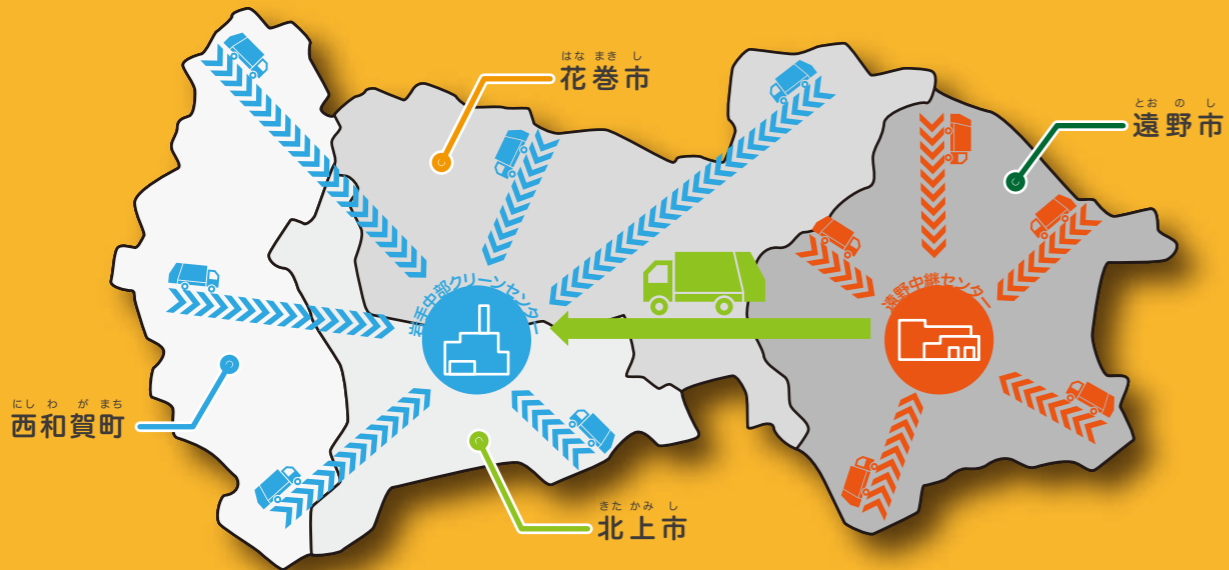 はな まき し
花巻市
とお の し
遠野市
岩手中部クリーンセンター
遠野中継センター
にし わ が まち
西和賀町
きた かみ し
北上市